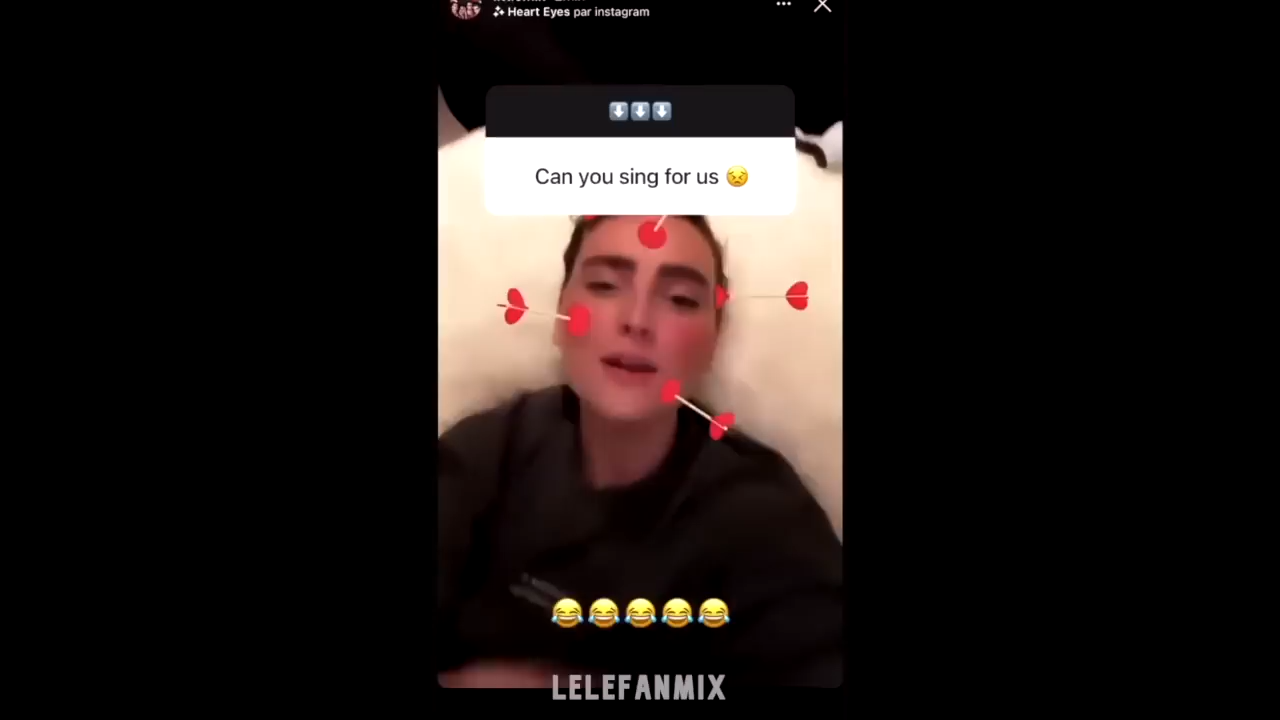 Heart Eyes par instagram
⬇️⬇️⬇️
Can you sing for us 😣
😂😂😂😂😂
LELEFANMIX